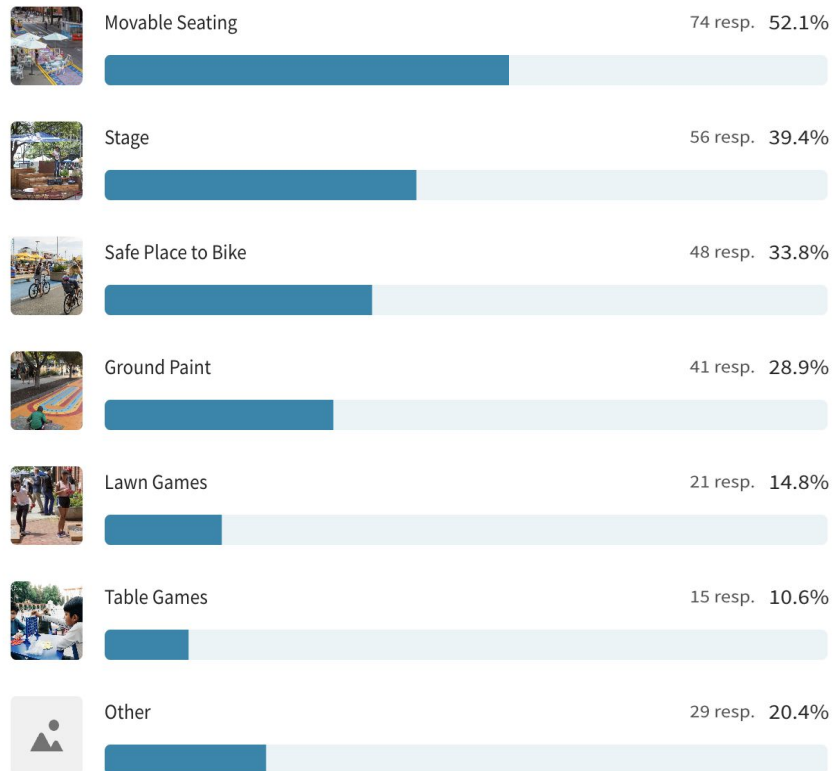 Movable Seating 74 resp. 52.1%
Stage 56 resp. 39.4%
Safe Place to Bike 48 resp. 33.8%
Ground Paint 41 resp. 28.9%
Lawn Games 21 resp. 14.8%
Table Games 15 resp. 10.6%
Other 29 resp. 20.4%